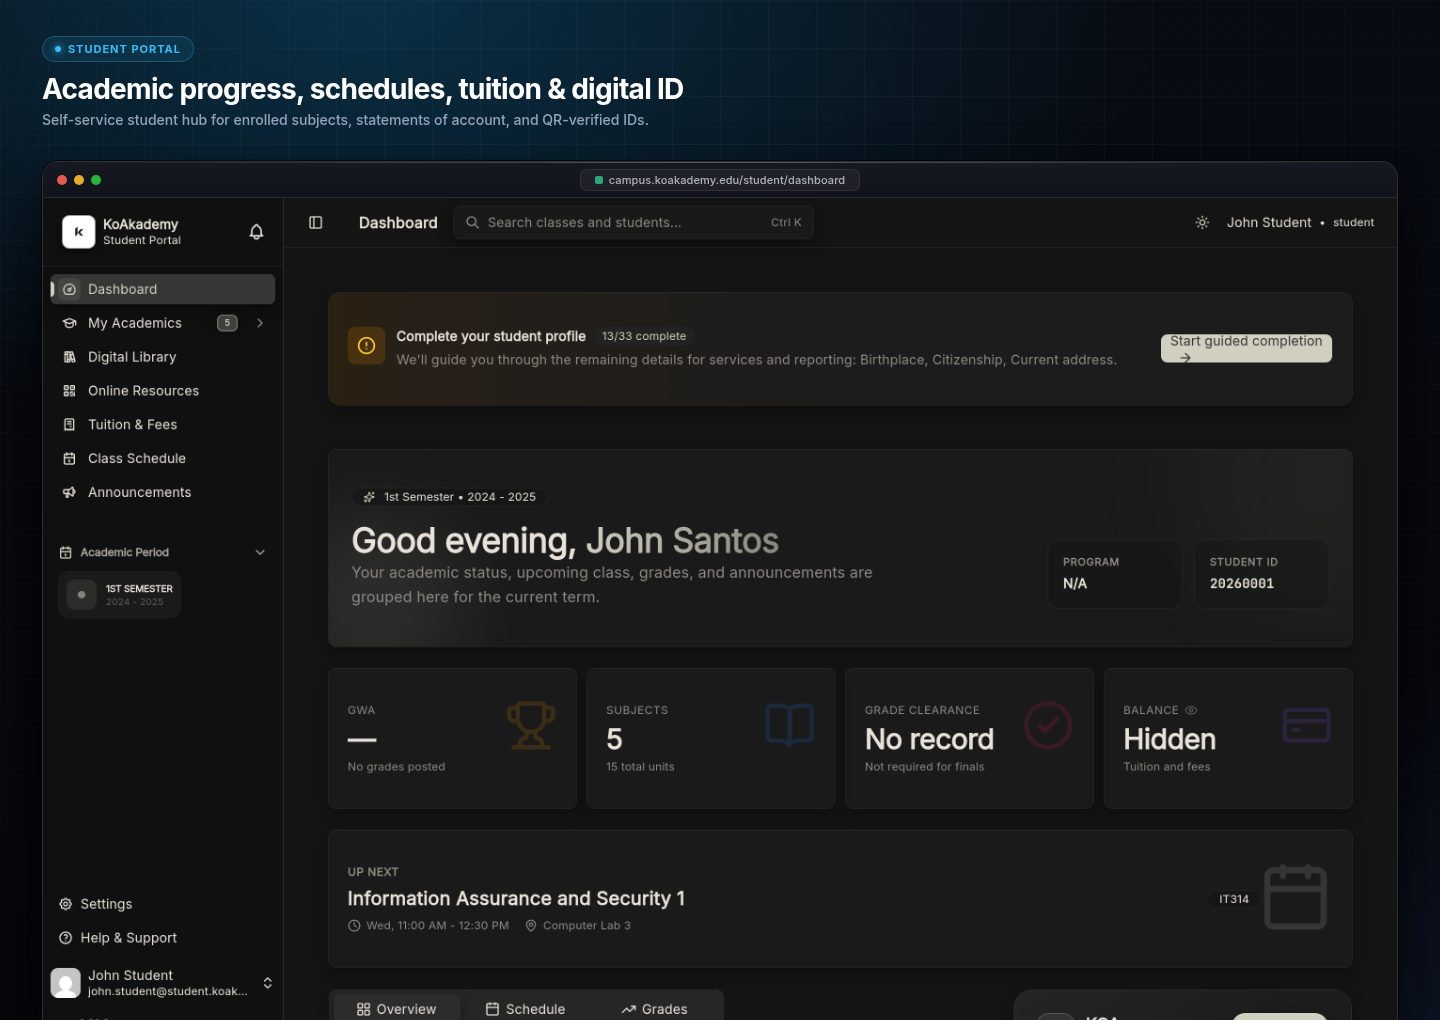 STUDENT PORTAL
Academic progress, schedules, tuition & digital ID
Self-service student hub for enrolled subjects, statements of account, and QR-verified IDs.
campus.koakademy.edu/student/dashboard
K
KoAkademy
Student Portal
Dashboard
Search classes and students...
Ctrl K
John Student • student
Dashboard
My Academics
5
Digital Library
Online Resources
Tuition & Fees
Class Schedule
Announcements
Academic Period
1ST SEMESTER
2024 - 2025
Settings
Help & Support
John Student
john.student@student.koak...
Complete your student profile
13/33 complete
We'll guide you through the remaining details for services and reporting: Birthplace, Citizenship, Current address.
Start guided completion
→
1st Semester • 2024 - 2025
Good evening, John Santos
Your academic status, upcoming class, grades, and announcements are
grouped here for the current term.
PROGRAM
N/A
STUDENT ID
20260001
GWA
—
No grades posted
SUBJECTS
5
15 total units
GRADE CLEARANCE
No record
Not required for finals
BALANCE
Hidden
Tuition and fees
UP NEXT
Information Assurance and Security 1
Wed, 11:00 AM - 12:30 PM
Computer Lab 3
IT314
Overview
Schedule
Grades